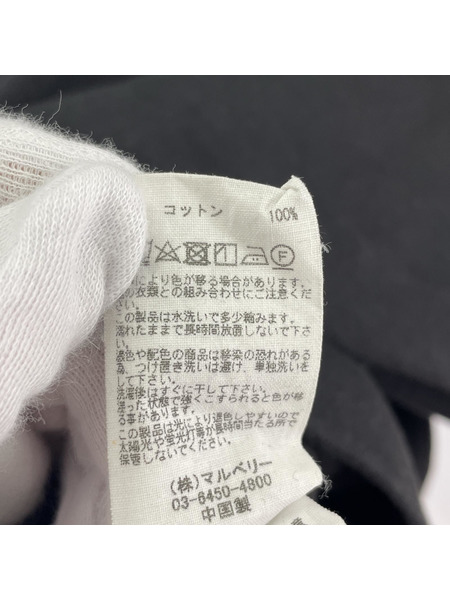 コットン 100%
により色が移る場合があります。
の衣類との組み合わせにご注意くだ
い。
この製品は水洗いで多少縮みます。
濡れたままで長時間放置しないで下さ
い。
退色や配色の商品は移染の恐れがある
為、つけ置き洗いは避け、単独洗いを
して下さい。
洗濯後はすぐに干して下さい。
浸った状態で強くこすられると色が移
る事があります。
この製品は光により退色しやすいので
太陽光や蛍光灯等が長時間当たる所で
保管をしないで下さい。
(株)マルベリー
03-6450-4800
中国製